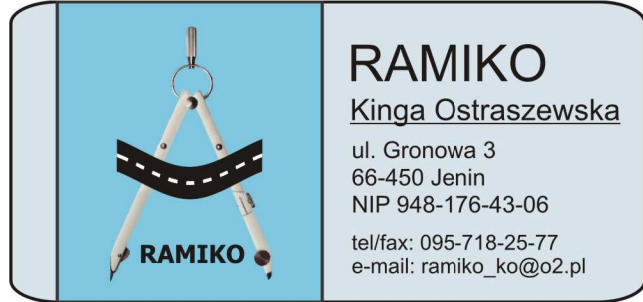 RAMIKO
RAMIKO
Kinga Ostraszewska
ul. Gronowa 3
66-450 Jenin
NIP 948-176-43-06
tel/fax: 095-718-25-77
e-mail: ramiko_ko@o2.pl